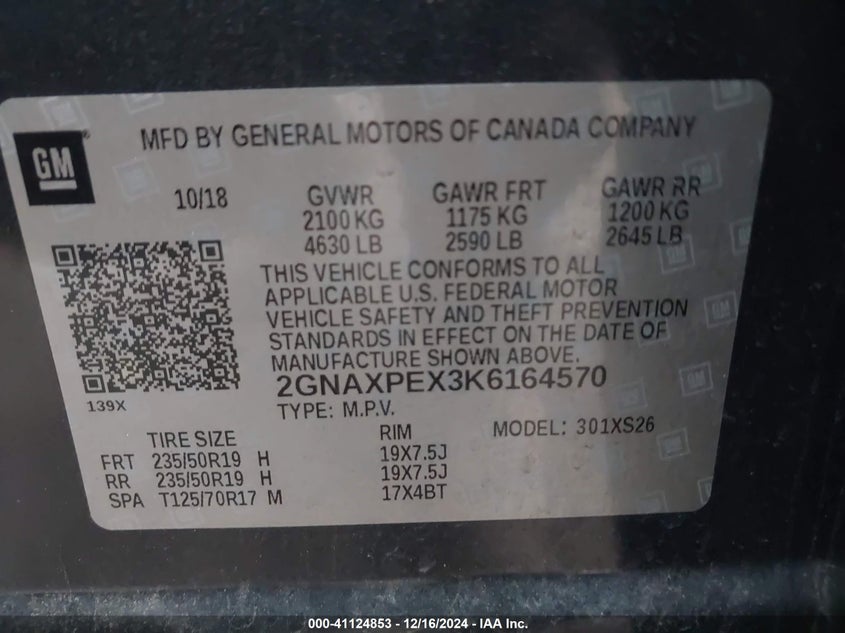 GM
MFD BY GENERAL MOTORS OF CANADA COMPANY
10/18 GVWR GAWR FRT GAWR RR
2100 KG 1175 KG 1200 KG
4630 LB 2590 LB 2645 LB
THIS VEHICLE CONFORMS TO ALL
APPLICABLE U.S. FEDERAL MOTOR
VEHICLE SAFETY AND THEFT PREVENTION
STANDARDS IN EFFECT ON THE DATE OF
MANUFACTURE SHOWN ABOVE.
2GNAXPEX3K6164570
139X
TYPE: M.P.V.
TIRE SIZE RIM MODEL: 301XS26
FRT 235/50R19 H 19X7.5J
RR 235/50R19 H 19X7.5J
SPA T125/70R17 M 17X4BT
000-41124853 - 12/16/2024 - IAA Inc.